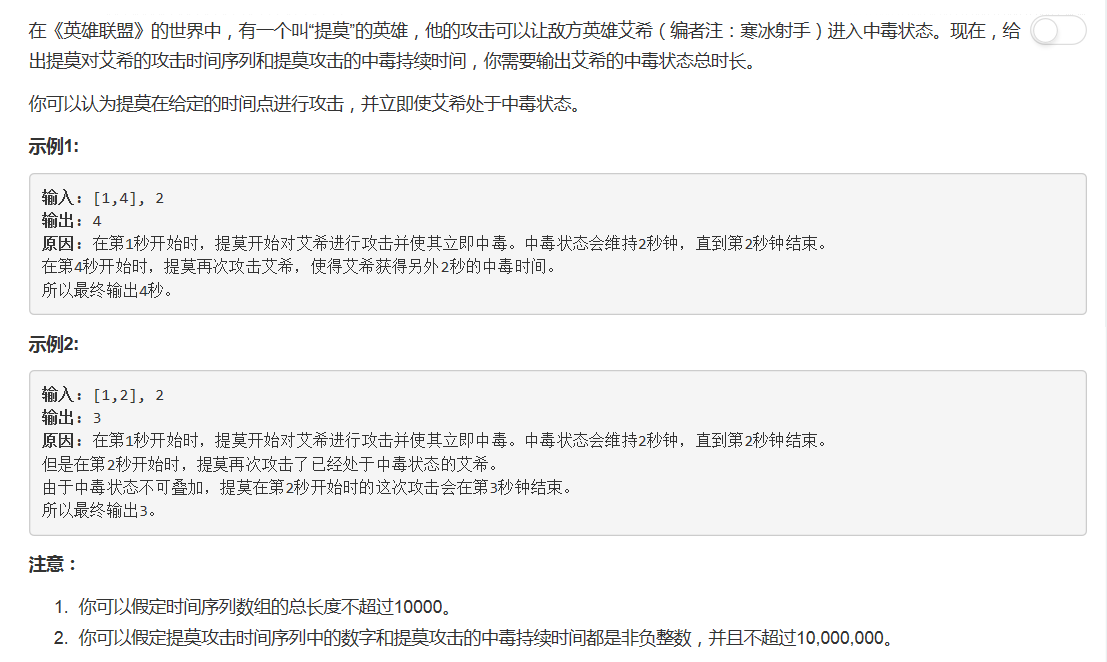 在《英雄联盟》的世界中，有一个叫“提莫”的英雄，他的攻击可以让敌方英雄艾希（编者注：寒冰射手）进入中毒状态。现在，给
出提莫对艾希的攻击时间序列和提莫攻击的中毒持续时间，你需要输出艾希的中毒状态总时长。
你可以认为提莫在给定的时间点进行攻击，并立即使艾希处于中毒状态。
示例1:
输入: [1,4], 2
输出: 4
原因: 在第1秒开始时，提莫开始对艾希进行攻击并使其立即中毒。中毒状态会维持2秒钟，直到第2秒钟结束。
在第4秒开始时，提莫再次攻击艾希，使得艾希获得另外2秒的中毒时间。
所以最终输出4秒。
示例2:
输入: [1,2], 2
输出: 3
原因: 在第1秒开始时，提莫开始对艾希进行攻击并使其立即中毒。中毒状态会维持2秒钟，直到第2秒钟结束。
但是在第2秒开始时，提莫再次攻击了已经处于中毒状态的艾希。
由于中毒状态不可叠加，提莫在第2秒开始时的这次攻击会在第3秒钟结束。
所以最终输出3。
注意：
1. 你可以假定时间序列数组的总长度不超过10000。
2. 你可以假定提莫攻击时间序列中的数字和提莫攻击的中毒持续时间都是非负整数，并且不超过10,000,000。